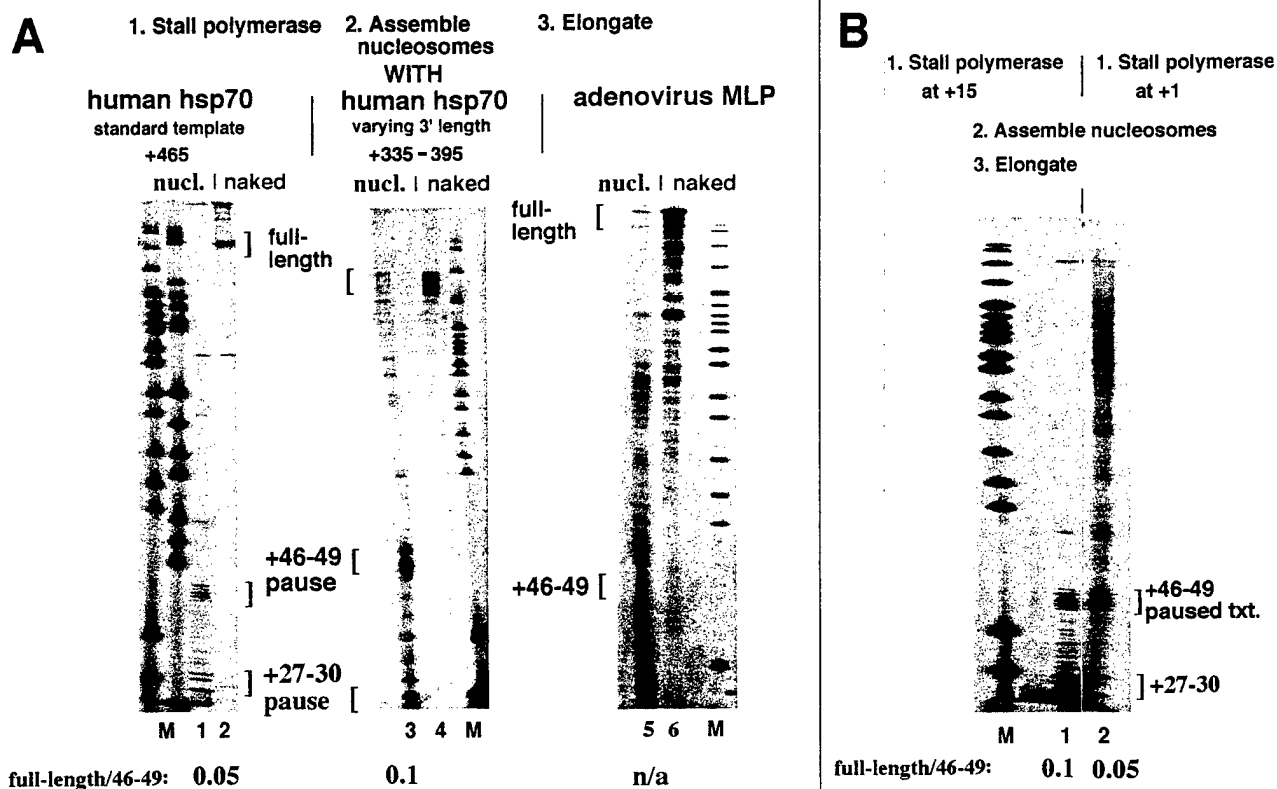 A
1. Stall polymerase
2. Assemble
nucleosomes
WITH
3. Elongate
human hsp70
standard template
+465
human hsp70
varying 3' length
+335 – 395
adenovirus MLP
nucl. | naked
nucl. | naked
nucl. | naked
full-
length
full-
length
+46-49
pause
+46-49
+27-30
pause
M 1 2
3 4 M
5 6 M
full-length/46-49: 0.05
0.1
n/a
B
1. Stall polymerase
at +15
1. Stall polymerase
at +1
2. Assemble nucleosomes
3. Elongate
+46-49
paused txt.
+27-30
M 1 2
full-length/46-49: 0.1 0.05